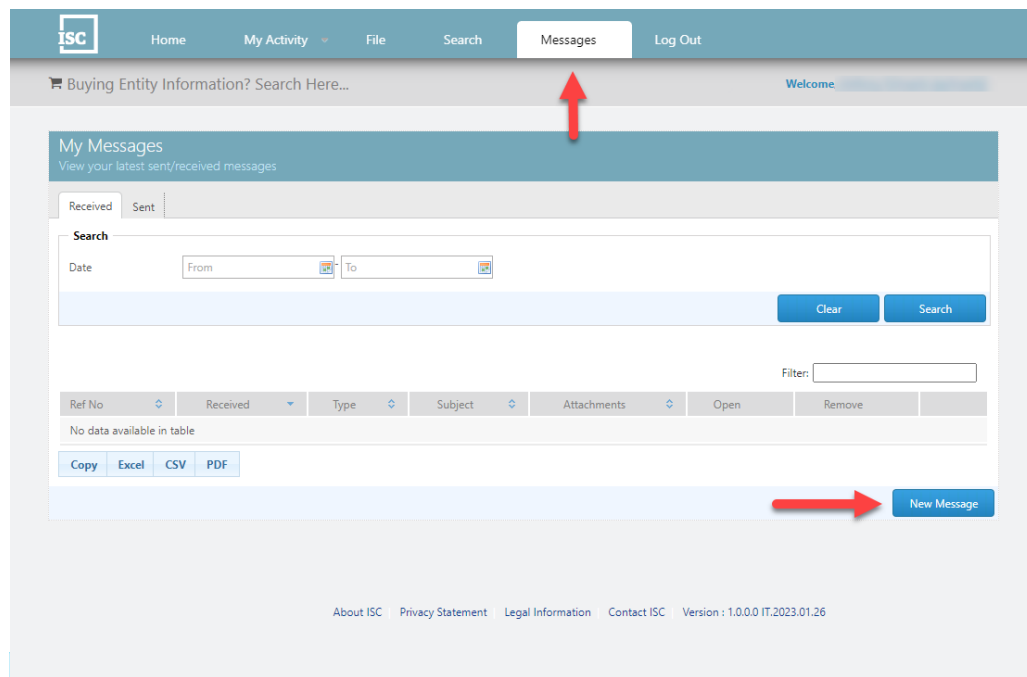 ISC Home My Activity File Search Messages Log Out
Buying Entity Information? Search Here... Welcome
My Messages
View your latest sent/received messages
Received Sent
Search
Date From - To
Clear Search
Filter:
Ref No Received Type Subject Attachments Open Remove
No data available in table
Copy Excel CSV PDF
New Message
About ISC Privacy Statement Legal Information Contact ISC Version : 1.0.0.0 IT.2023.01.26